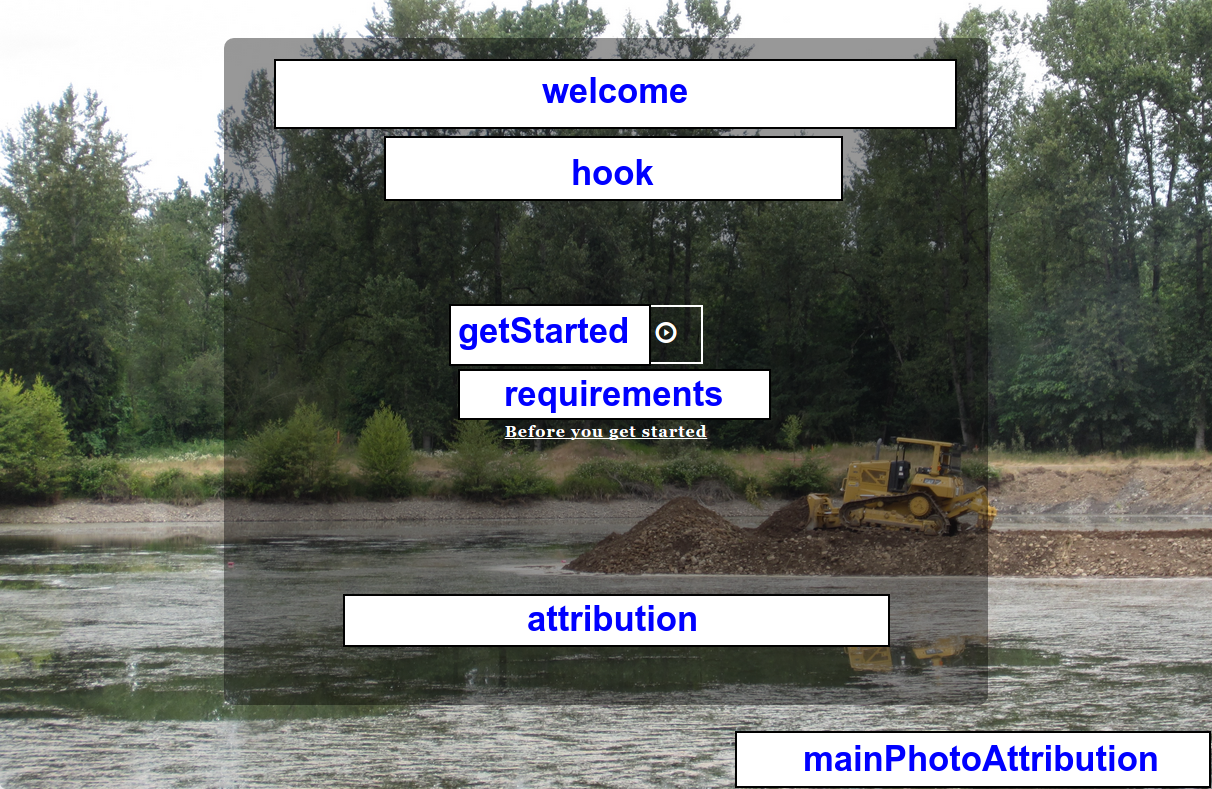 welcome
hook
getStarted
requirements
Before you get started
attribution
mainPhotoAttribution